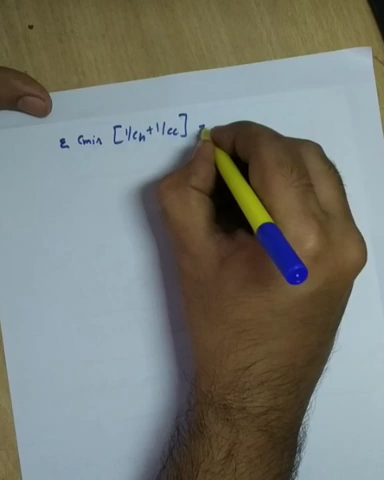 ε Cmin [1/CH + 1/CC] =